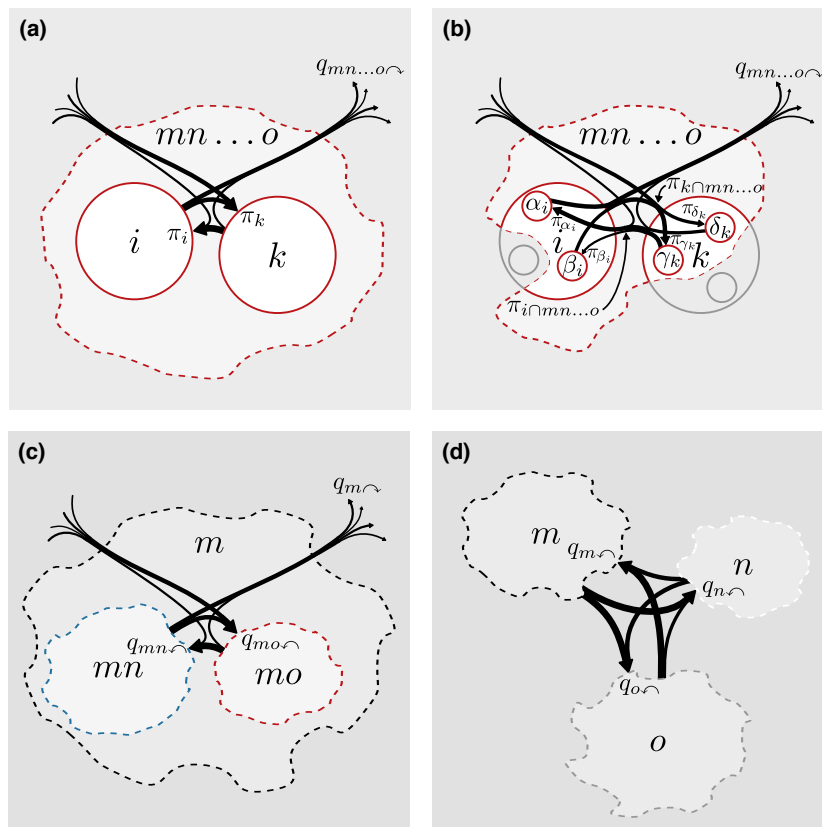 (a)
q_{mn…o↷}
mn…o
i
π_i
π_k
k
(b)
q_{mn…o↷}
mn…o
π_{k∩mn…o}
α_i
π_{α_i}
π_{δ_k}
δ_k
i
β_i
π_{β_i}
π_{γ_k}
γ_k
k
π_{i∩mn…o}
(c)
q_{m↷}
m
q_{mn↶}
q_{mo↶}
mn
mo
(d)
m
q_{m↶}
n
q_{n↶}
q_{o↶}
o